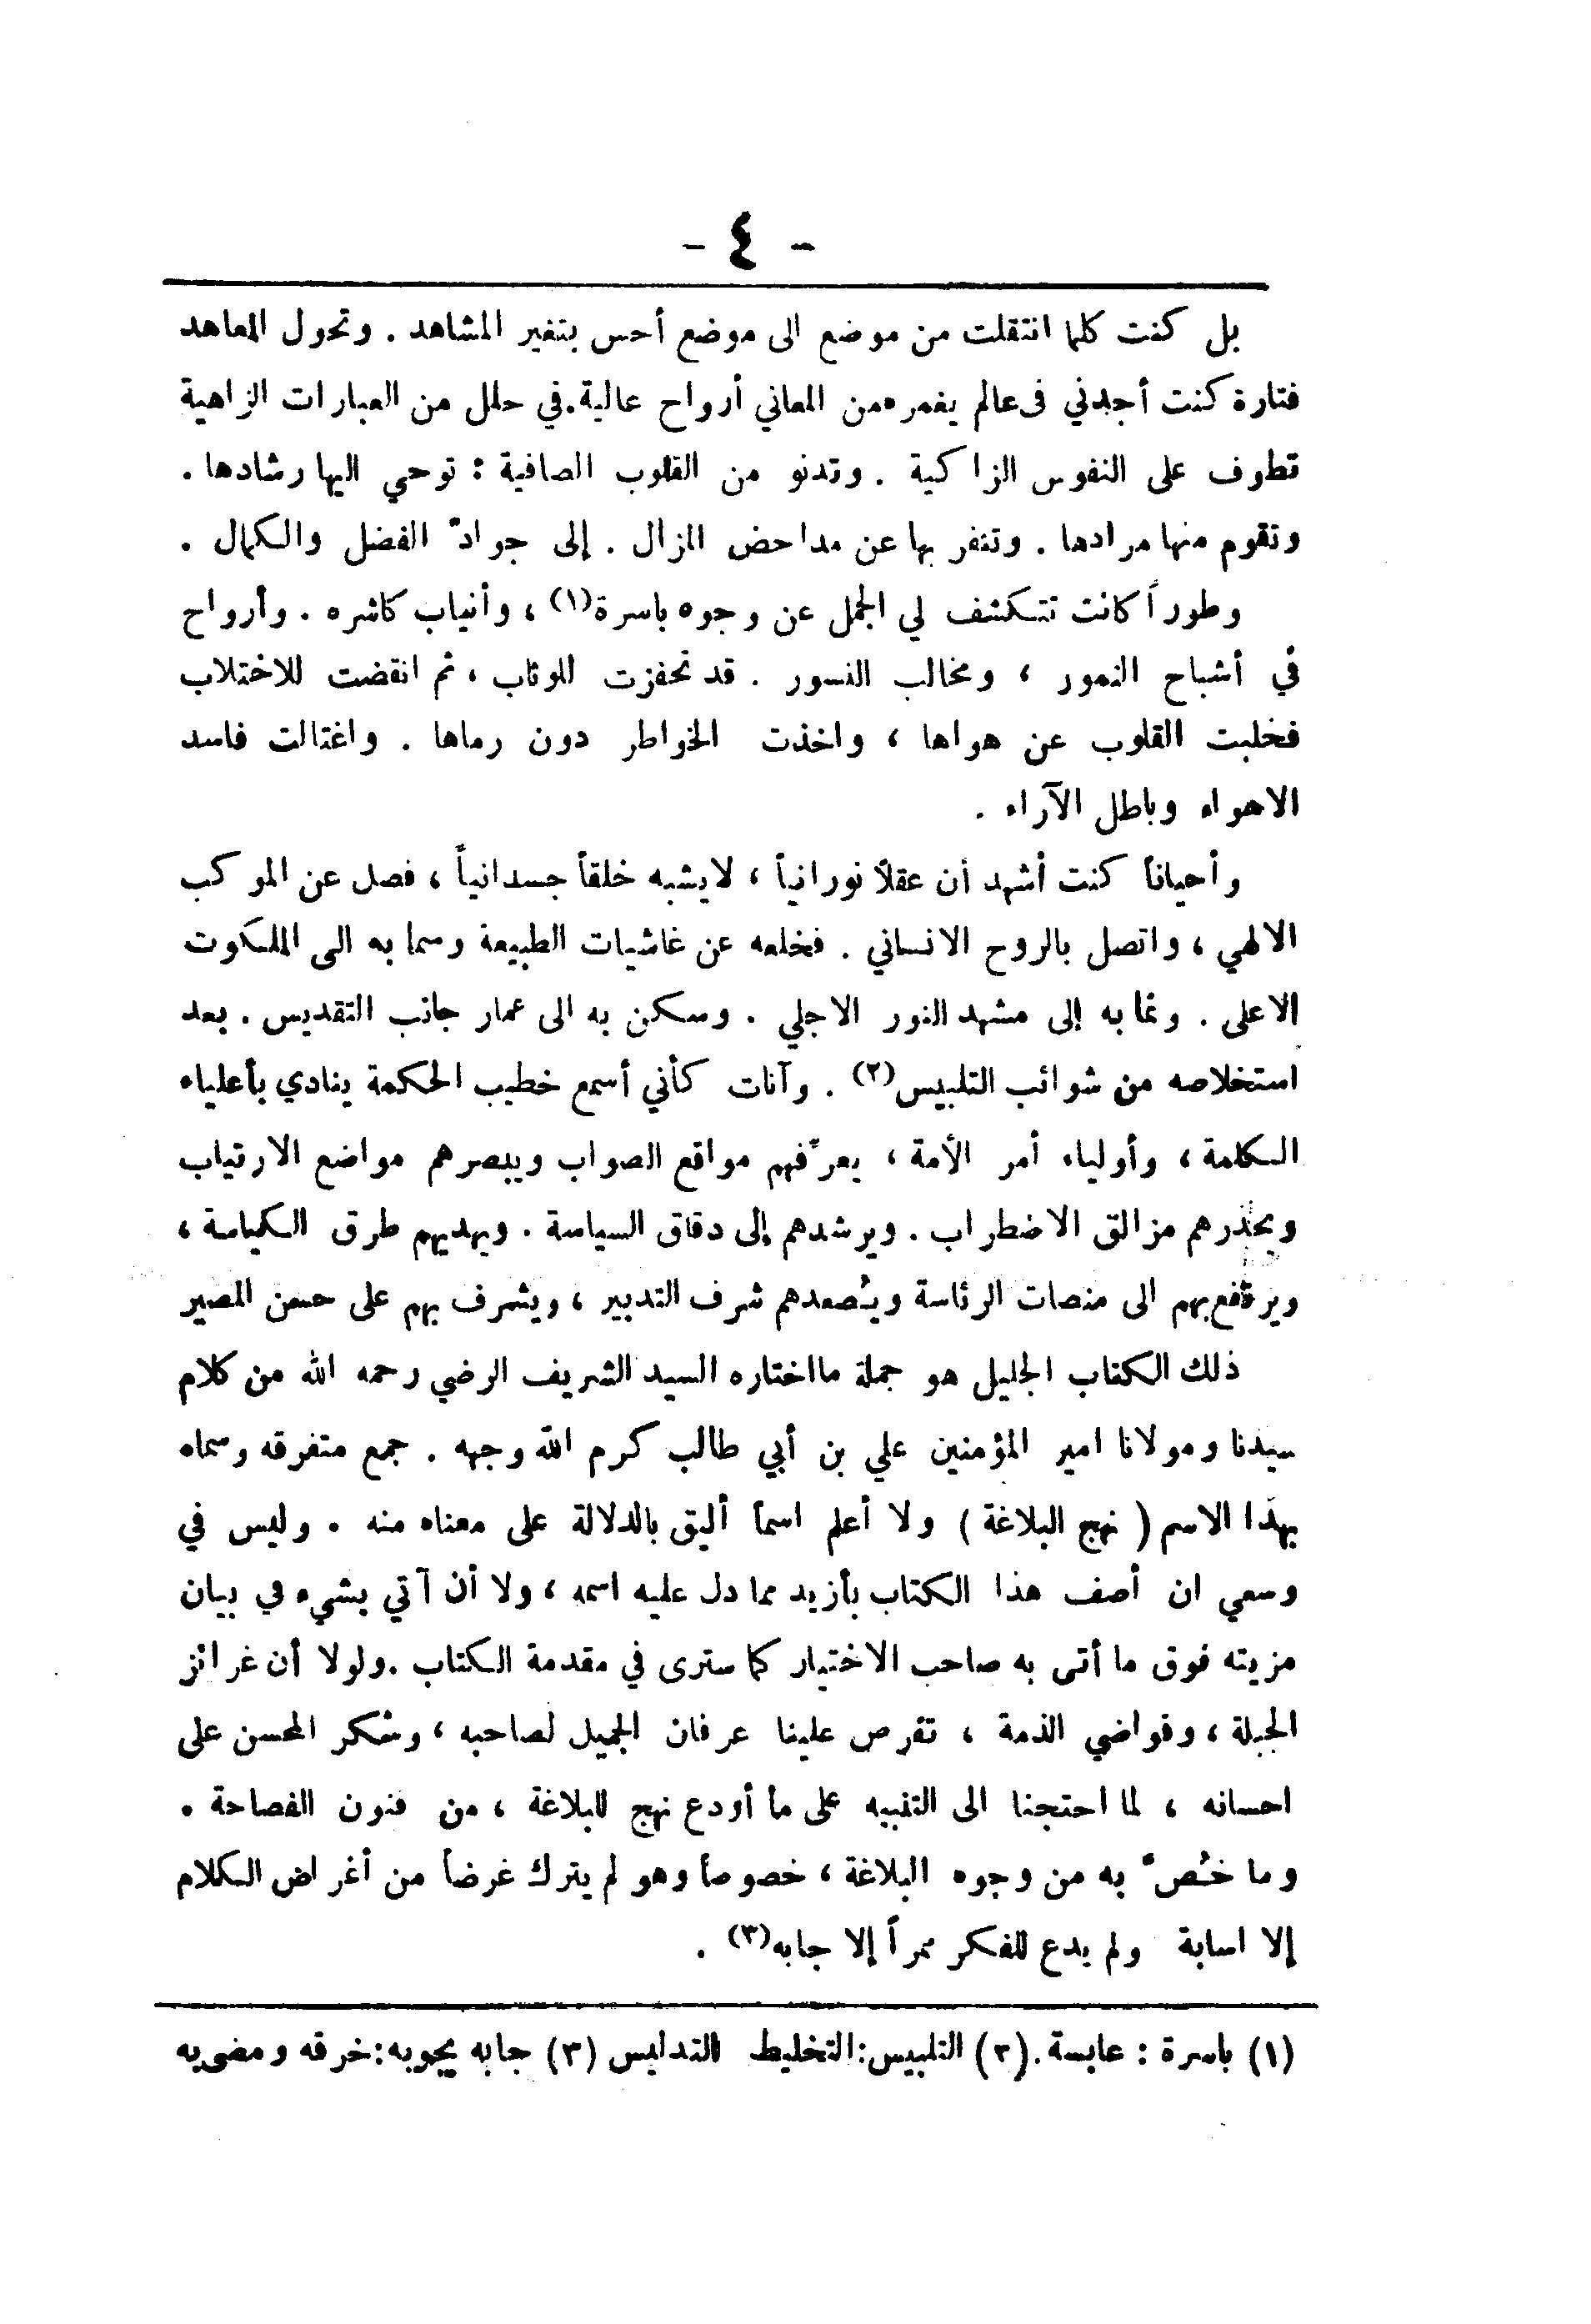 - ٤ -
بل كنت كلما انتقلت من موضع الى موضع أحس بتغير المشاهد . وتحول المعاهد
فتارة كنت أجدني فى عالم يغمره من المعاني أرواح عالية. في حلل من العبارات الزاهية
تطوف على النفوس الزاكية . وتدنو من القلوب الصافية : توحي اليها رشادها .
وتقوم منها مرادها . وتنفر بها عن مداحض المزال . إلى جوادّ الفضل والكمال .
وطوراً كانت تتكشف لي الجمل عن وجوه باسرة(١) ، وأنياب كاشره . وأرواح
في أشباح النمور ، ومخالب النسور . قد تحفزت للوثاب ، ثم انقضت للاختلاب
فخلبت القلوب عن هواها ، واخذت الخواطر دون رماها . واغتالت فاسد
الاهواء وباطل الآراء .
وأحياناً كنت أشهد أن عقلاً نورانياً ، لايشبه خلقاً جسدانياً ، فصل عن الموكب
الالهي ، واتصل بالروح الانساني . فخلعه عن غاشيات الطبيعة وسما به الى الملكوت
الاعلى . ونما به إلى مشهد النور الاجلي . وسكن به الى عمار جانب التقديس . بعد
استخلاصه من شوائب التلبيس(٢) . وآنات كأني أسمع خطيب الحكمة ينادي بأعلياء
الكلمة ، وأولياء أمر الأمة ، يعرّفهم مواقع الصواب ويبصرهم مواضع الارتياب
ويحذرهم مزالق الاضطراب . ويرشدهم إلى دقاق السياسة . ويهديهم طرق الكياسة ،
ويرتفع بهم الى منصات الرئاسة ويُصعدهم شرف التدبير ، ويشرف بهم على حسن المصير
ذلك الكتاب الجليل هو جملة مااختاره السيد الشريف الرضي رحمه الله من كلام
سيدنا ومولانا امير المؤمنين علي بن أبي طالب كرم الله وجهه . جمع متفرقه وسماه
بهذا الاسم ( نهج البلاغة ) ولا أعلم اسماً أليق بالدلالة على معناه منه . وليس في
وسعي ان أصف هذا الكتاب بأزيد مما دل عليه اسمه ، ولا أن آتي بشيء في بيان
مزيته فوق ما أتى به صاحب الاختيار كما سترى في مقدمة الكتاب . ولولا أن غرائز
الجبلة ، وقواضي الذمة ، تفرض علينا عرفان الجميل لصاحبه ، وشكر المحسن على
احسانه ، لما احتجنا الى التنبيه على ما أودع نهج للبلاغة ، من فنون الفصاحة .
وما خُصّ به من وجوه البلاغة ، خصوصاً وهو لم يترك غرضاً من أغراض الكلام
إلا اسابة ولم يدع للفكر ممراً إلا جابه(٣) .
(١) باسرة : عابسة . (٢) التلبيس: التخليط التدليس (٣) جابه يجوبه: خرقه ومضى به